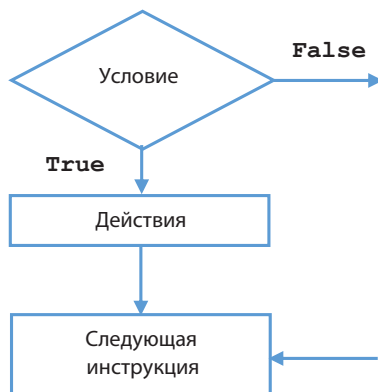 Условие
False
True
Действия
Следующая
инструкция